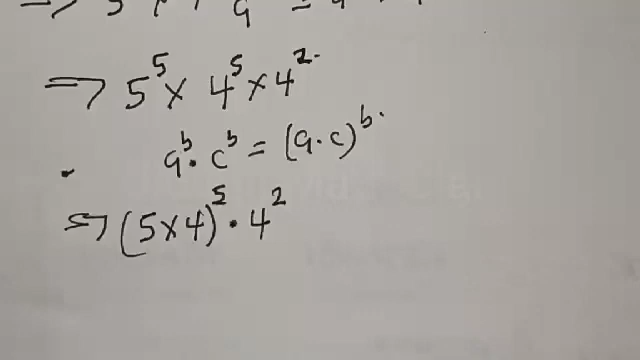 => 5^5 × 4^5 × 4^2
a^b · c^b = (a·c)^b
=> (5×4)^5 · 4^2